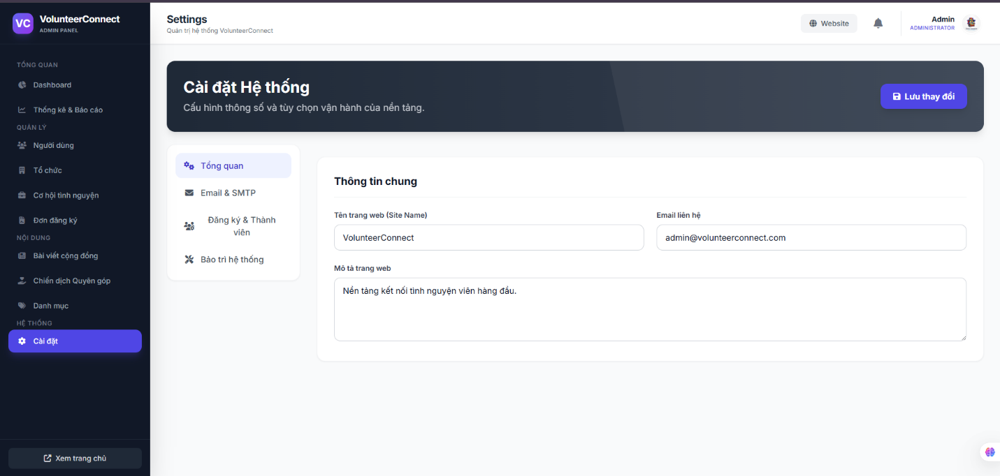 VC
VolunteerConnect
ADMIN PANEL
TỔNG QUAN
Dashboard
Thống kê & Báo cáo
QUẢN LÝ
Người dùng
Tổ chức
Cơ hội tình nguyện
Đơn đăng ký
NỘI DUNG
Bài viết cộng đồng
Chiến dịch Quyên góp
Danh mục
HỆ THỐNG
Cài đặt
Xem trang chủ
Settings
Quản trị hệ thống VolunteerConnect
Website
Admin
ADMINISTRATOR
Cài đặt Hệ thống
Cấu hình thông số và tùy chọn vận hành của nền tảng.
Lưu thay đổi
Tổng quan
Email & SMTP
Đăng ký & Thành
viên
Bảo trì hệ thống
Thông tin chung
Tên trang web (Site Name)
VolunteerConnect
Email liên hệ
admin@volunteerconnect.com
Mô tả trang web
Nền tảng kết nối tình nguyện viên hàng đầu.